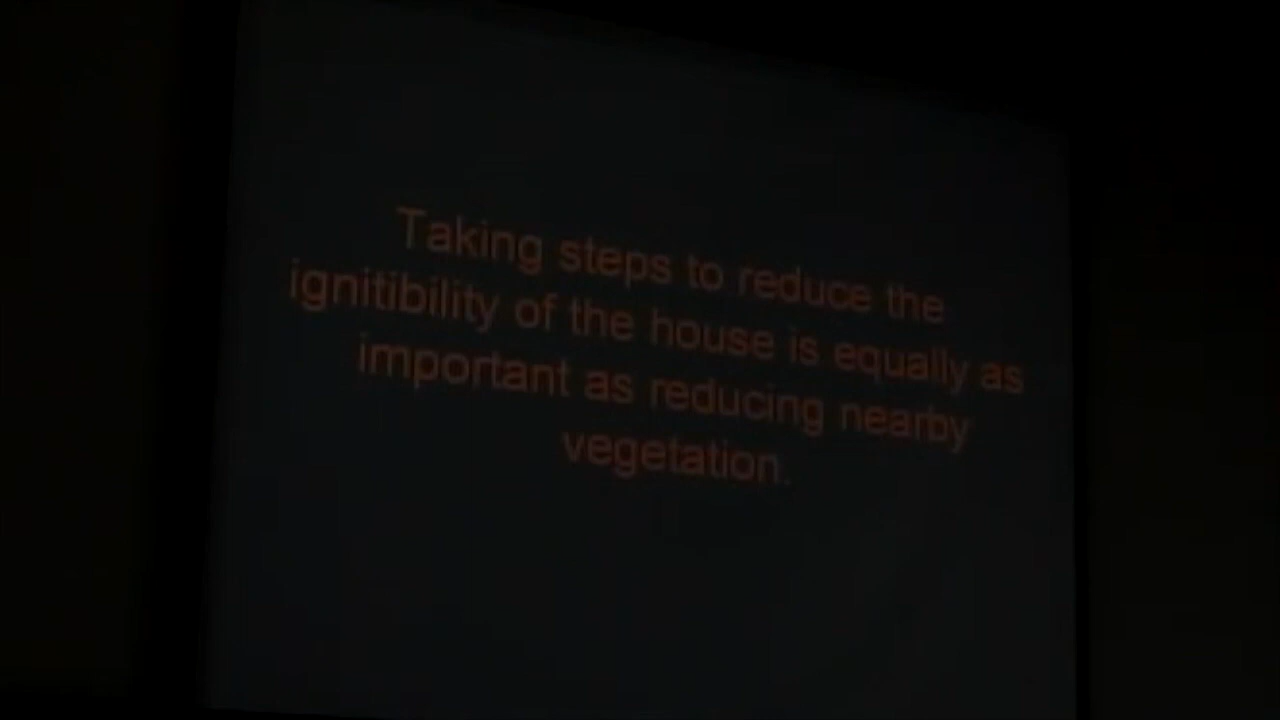 Taking steps to reduce the
ignitibility of the house is equally as
important as reducing nearby
vegetation.